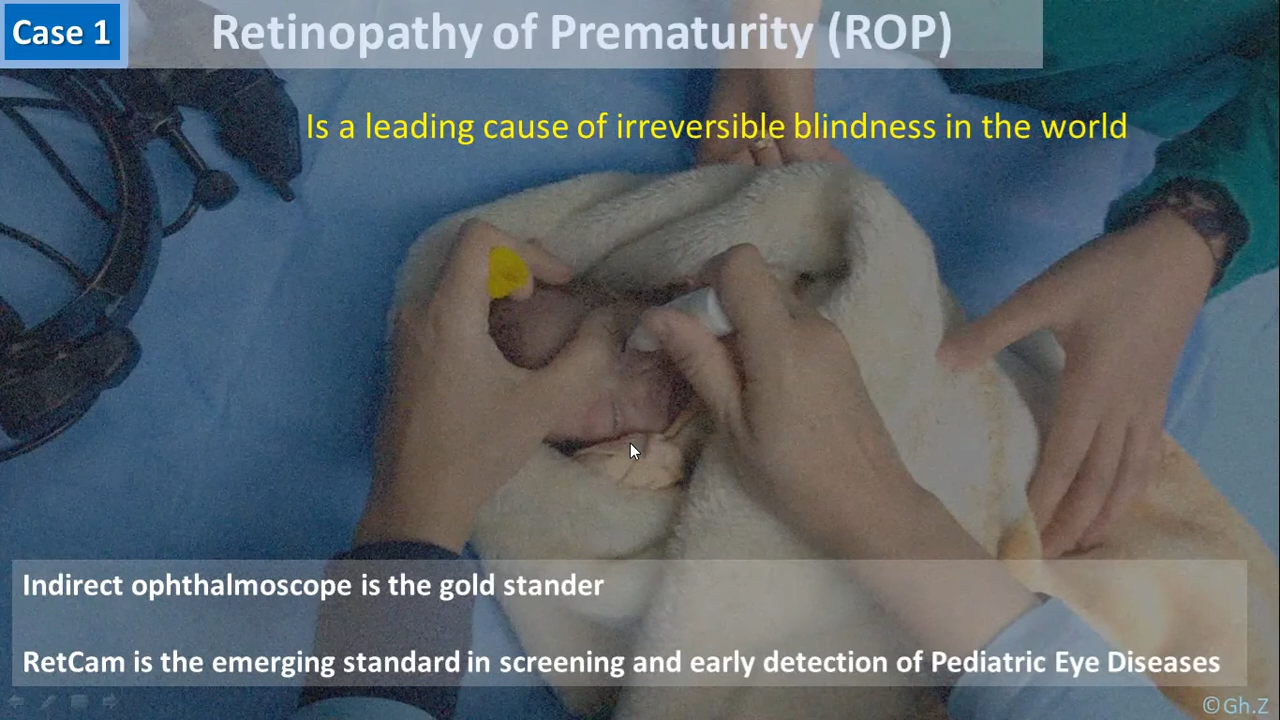 Case 1
Retinopathy of Prematurity (ROP)
Is a leading cause of irreversible blindness in the world
Indirect ophthalmoscope is the gold stander
RetCam is the emerging standard in screening and early detection of Pediatric Eye Diseases
©Gh.Z